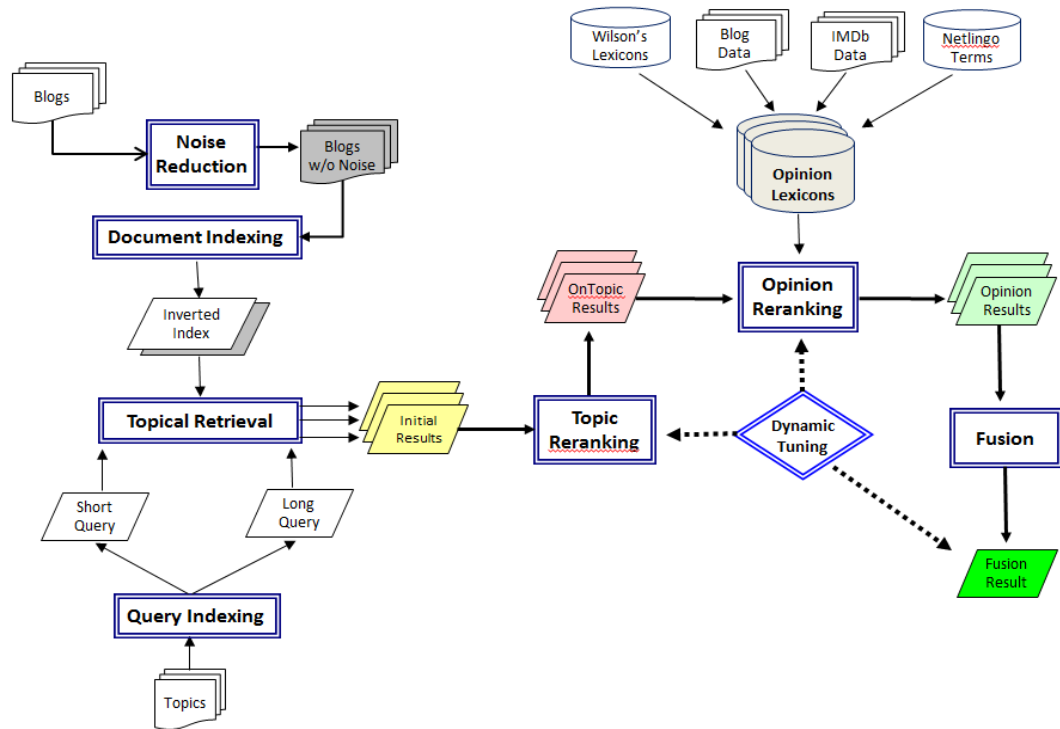 Wilson's
Lexicons
Blog
Data
IMDb
Data
Netlingo
Terms
Blogs
Noise
Reduction
Blogs
w/o Noise
Opinion
Lexicons
Document Indexing
OnTopic
Results
Opinion
Reranking
Opinion
Results
Inverted
Index
Topical Retrieval
Initial
Results
Topic
Reranking
Dynamic
Tuning
Fusion
Short
Query
Long
Query
Fusion
Result
Query Indexing
Topics